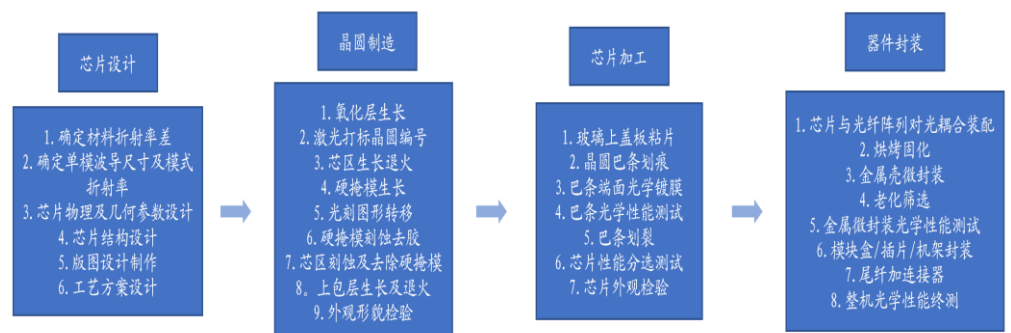 芯片设计
1. 确定材料折射率差
2. 确定单模波导尺寸及模式
折射率
3. 芯片物理及几何参数设计
4. 芯片结构设计
5. 版图设计制作
6. 工艺方案设计
晶圆制造
1. 氧化层生长
2. 激光打标晶圆编号
3. 芯区生长退火
4. 硬掩模生长
5. 光刻图形转移
6. 硬掩模刻蚀去胶
7. 芯区刻蚀及去除硬掩模
8。上包层生长及退火
9. 外观形貌检验
芯片加工
1. 玻璃上盖板粘片
2. 晶圆巴条划痕
3. 巴条端面光学镀膜
4. 巴条光学性能测试
5. 巴条划裂
6. 芯片性能分选测试
7. 芯片外观检验
器件封装
1. 芯片与光纤阵列对光耦合装配
2. 烘烤固化
3. 金属壳微封装
4. 老化筛选
5. 金属微封装光学性能测试
6. 模块盒/插片/机架封装
7. 尾纤加连接器
8. 整机光学性能终测